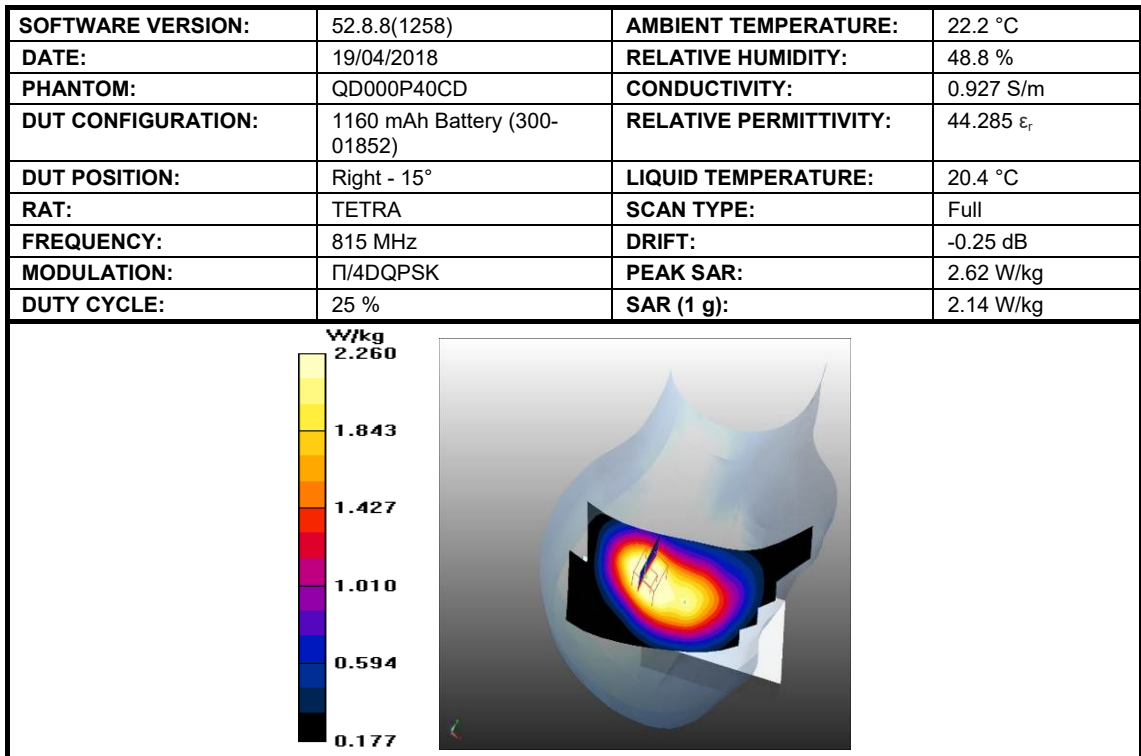 SOFTWARE VERSION: 52.8.8(1258) AMBIENT TEMPERATURE: 22.2 °C
DATE: 19/04/2018 RELATIVE HUMIDITY: 48.8 %
PHANTOM: QD000P40CD CONDUCTIVITY: 0.927 S/m
DUT CONFIGURATION: 1160 mAh Battery (300- RELATIVE PERMITTIVITY: 44.285 εr
01852)
DUT POSITION: Right - 15° LIQUID TEMPERATURE: 20.4 °C
RAT: TETRA SCAN TYPE: Full
FREQUENCY: 815 MHz DRIFT: -0.25 dB
MODULATION: Π/4DQPSK PEAK SAR: 2.62 W/kg
DUTY CYCLE: 25 % SAR (1 g): 2.14 W/kg
W/kg
2.260
1.843
1.427
1.010
0.594
0.177